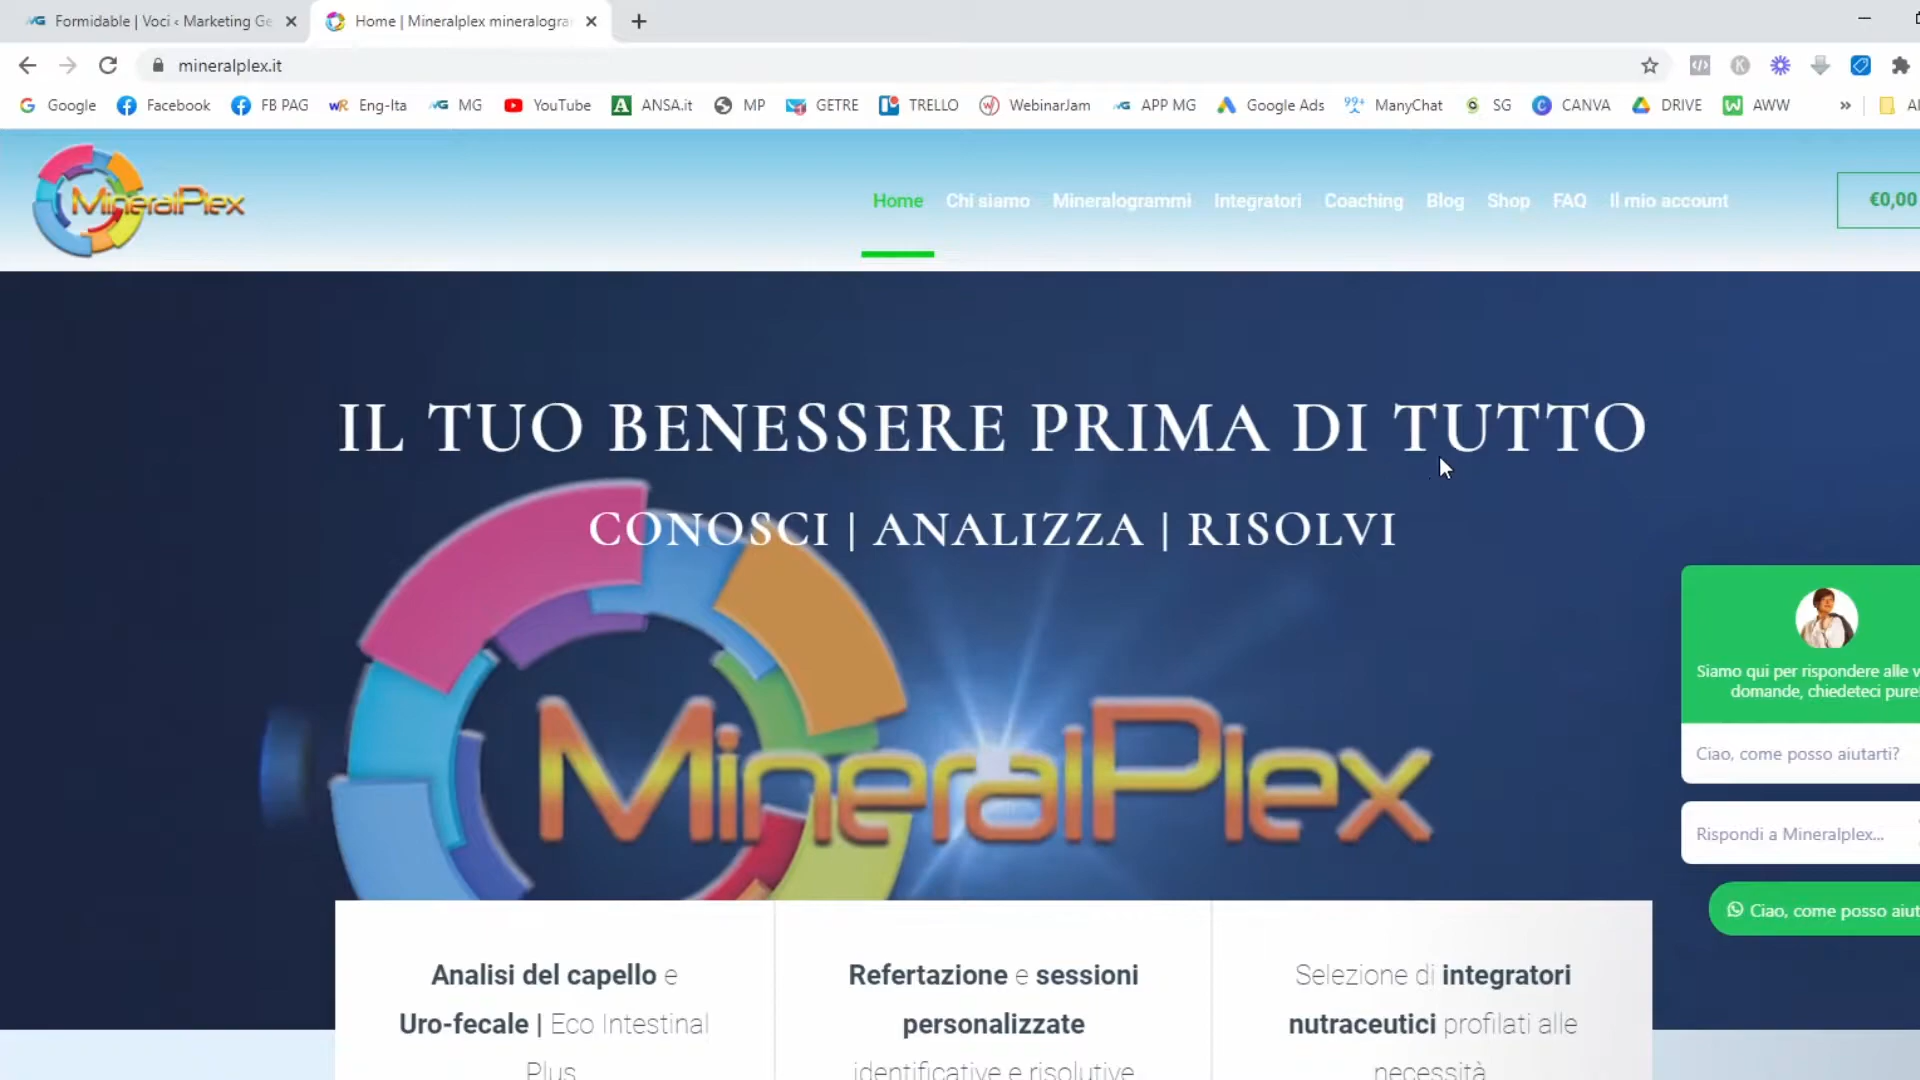 Formidable | Voci ‹ Marketing Ge
Home | Mineralplex mineralogra
mineralplex.it
Google Facebook FB PAG Eng-Ita MG YouTube ANSA.it MP GETRE TRELLO WebinarJam APP MG Google Ads 99+ ManyChat SG CANVA DRIVE AWW »
MineralPlex
Home Chi siamo Mineralogrammi Integratori Coaching Blog Shop FAQ Il mio account
€0,00
IL TUO BENESSERE PRIMA DI TUTTO
CONOSCI | ANALIZZA | RISOLVI
MineralPlex
Siamo qui per rispondere alle v
domande, chiedeteci pure!
Ciao, come posso aiutarti?
Rispondi a Mineralplex...
Ciao, come posso aiut
Analisi del capello e
Uro-fecale | Eco Intestinal
Plus
Refertazione e sessioni
personalizzate
identificative e risolutive
Selezione di integratori
nutraceutici profilati alle
necessità